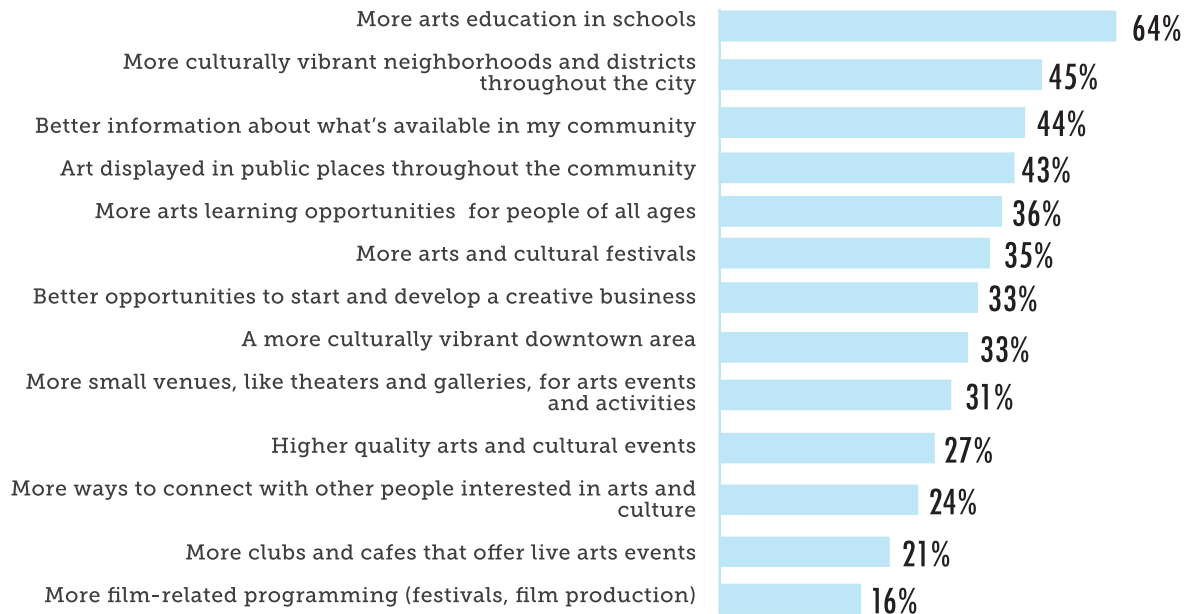 More arts education in schools
64%
More culturally vibrant neighborhoods and districts
throughout the city
45%
Better information about what's available in my community
44%
Art displayed in public places throughout the community
43%
More arts learning opportunities  for people of all ages
36%
More arts and cultural festivals
35%
Better opportunities to start and develop a creative business
33%
A more culturally vibrant downtown area
33%
More small venues, like theaters and galleries, for arts events
and activities
31%
Higher quality arts and cultural events
27%
More ways to connect with other people interested in arts and
culture
24%
More clubs and cafes that offer live arts events
21%
More film-related programming (festivals, film production)
16%